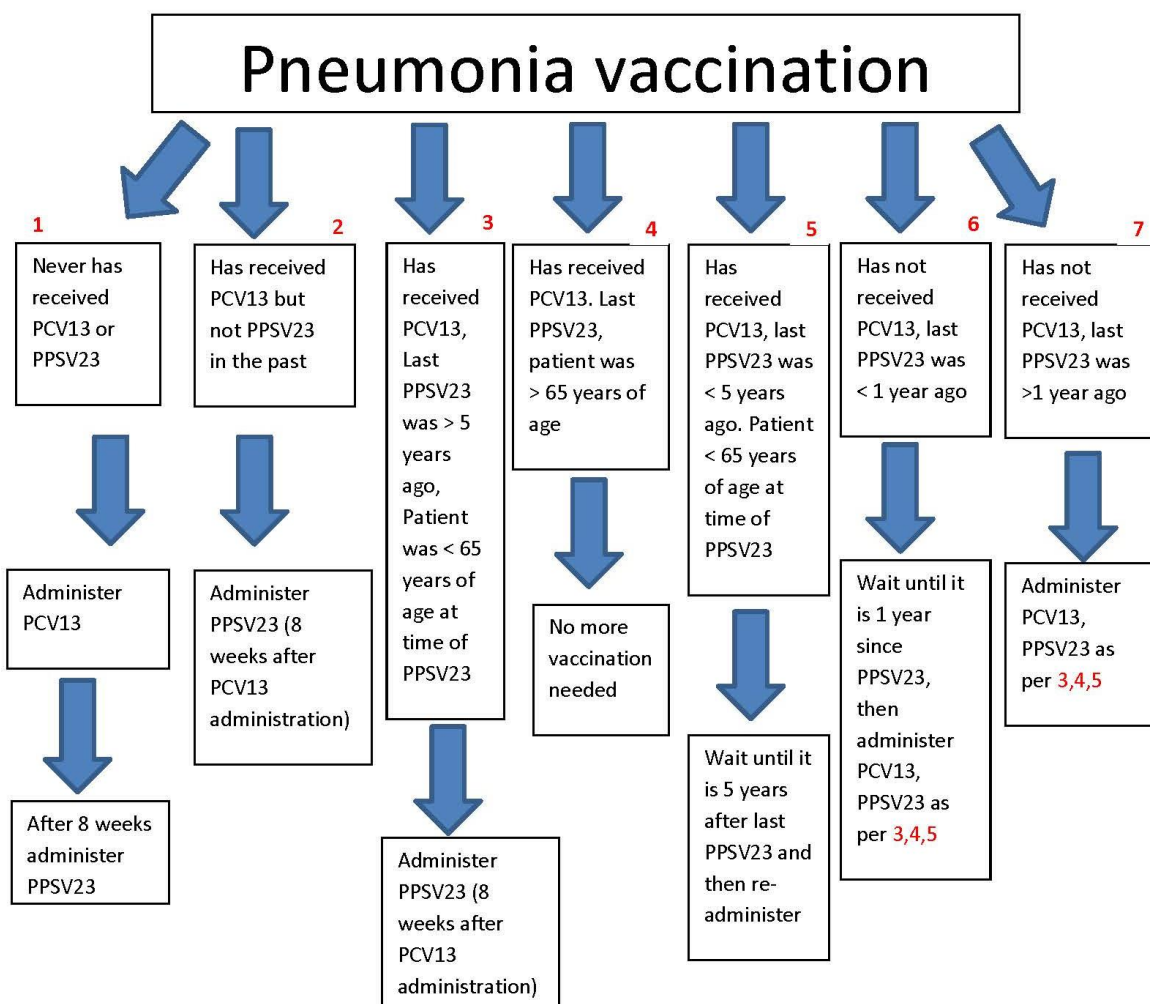 Pneumonia vaccination
1
Never has
received
PCV13 or
PPSV23
Administer
PCV13
After 8 weeks
administer
PPSV23
2
Has received
PCV13 but
not PPSV23
in the past
Administer
PPSV23 (8
weeks after
PCV13
administration)
3
Has
received
PCV13,
Last
PPSV23
was > 5
years
ago,
Patient
was < 65
years of
age at
time of
PPSV23
Administer
PPSV23 (8
weeks after
PCV13
administration)
4
Has received
PCV13. Last
PPSV23,
patient was
> 65 years of
age
No more
vaccination
needed
5
Has
received
PCV13, last
PPSV23 was
< 5 years
ago. Patient
< 65 years
of age at
time of
PPSV23
Wait until it
is 5 years
after last
PPSV23 and
then re-
administer
6
Has not
received
PCV13, last
PPSV23 was
< 1 year ago
Wait until it
is 1 year
since
PPSV23,
then
administer
PCV13,
PPSV23 as
per 3,4,5
7
Has not
received
PCV13, last
PPSV23 was
>1 year ago
Administer
PCV13,
PPSV23 as
per 3,4,5